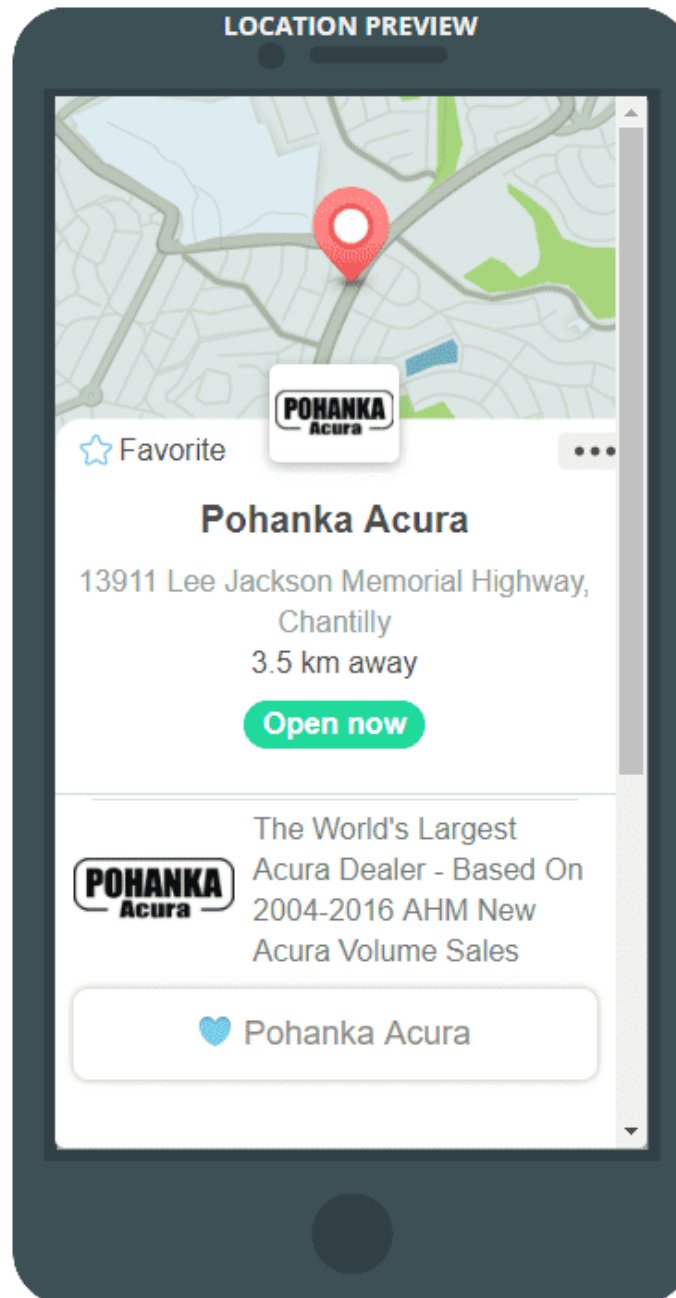 LOCATION PREVIEW
POHANKA
Acura
Favorite
Pohanka Acura
13911 Lee Jackson Memorial Highway,
Chantilly
3.5 km away
Open now
POHANKA
Acura
The World's Largest
Acura Dealer - Based On
2004-2016 AHM New
Acura Volume Sales
Pohanka Acura